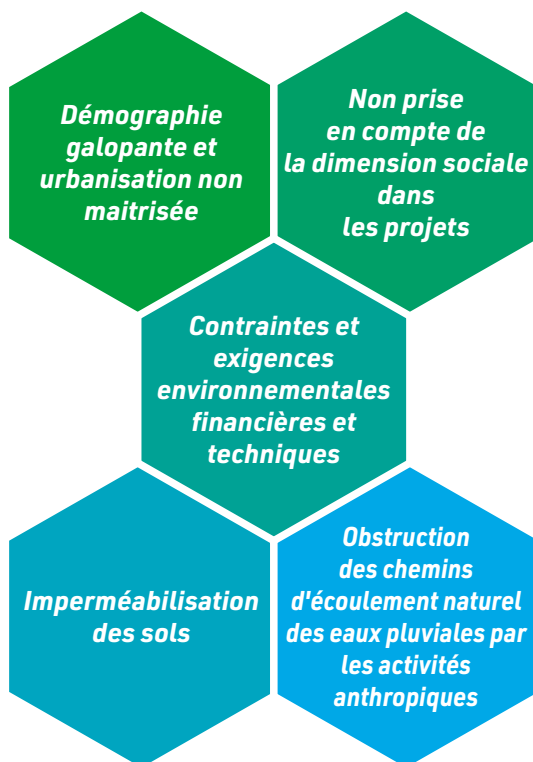 Démographie
galopante et
urbanisation non
maitrisée
Non prise
en compte de
la dimension sociale
dans
les projets
Contraintes et
exigences
environnementales
financières et
techniques
Imperméabilisation
des sols
Obstruction
des chemins
d'écoulement naturel
des eaux pluviales par
les activités
anthropiques